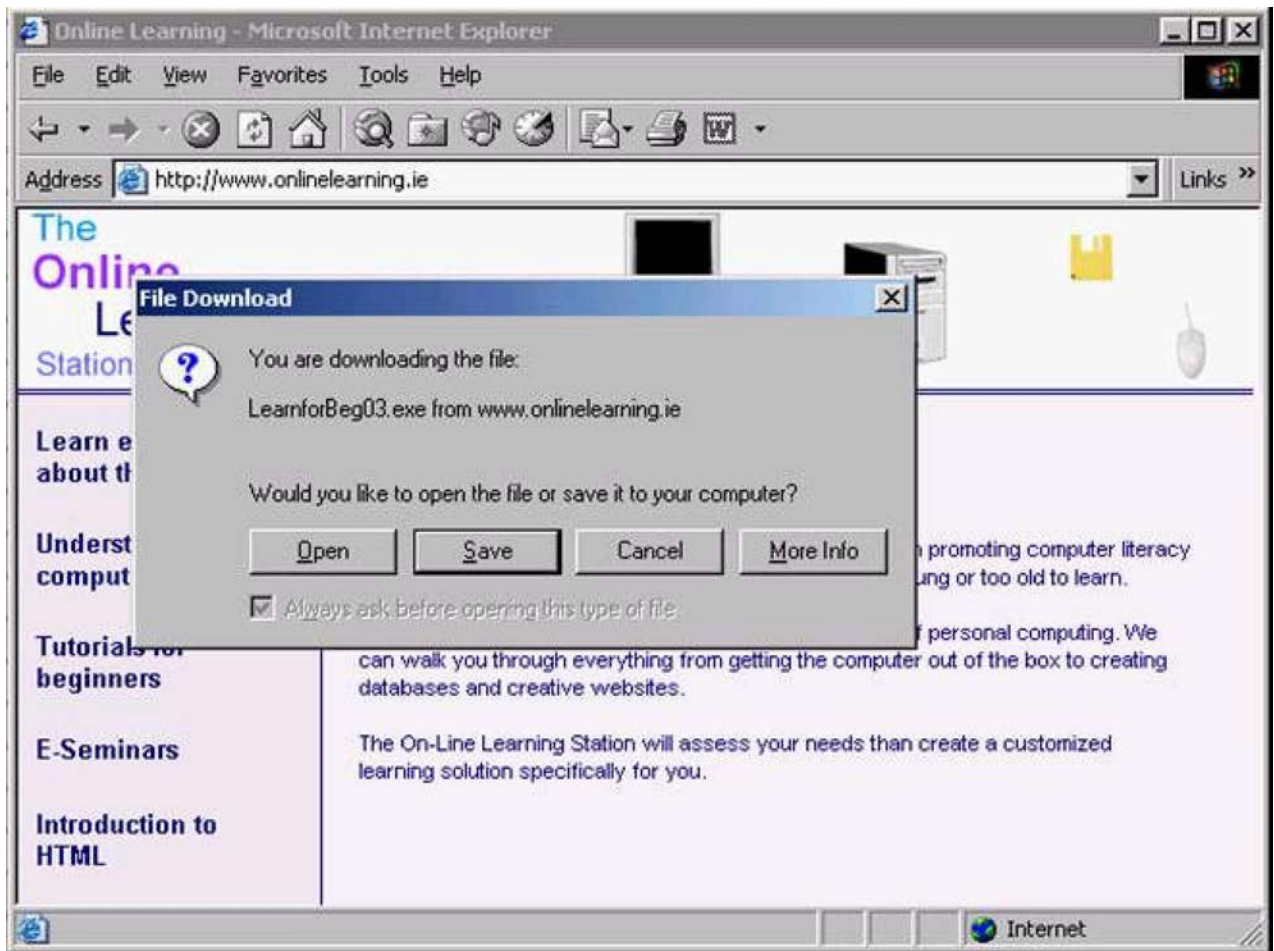 Online Learning - Microsoft Internet Explorer
File Edit View Favorites Tools Help
Address http://www.onlinelearning.ie Links »
The
Online
Le
Station
File Download
You are downloading the file:
LearnforBeg03.exe from www.onlinelearning.ie
Would you like to open the file or save it to your computer?
Open Save Cancel More Info
Always ask before opening this type of file
Learn e
about th
Underst
comput
Tutorials for
beginners
E-Seminars
Introduction to
HTML
n promoting computer literacy
ung or too old to learn.
f personal computing. We
can walk you through everything from getting the computer out of the box to creating
databases and creative websites.
The On-Line Learning Station will assess your needs than create a customized
learning solution specifically for you.
Internet